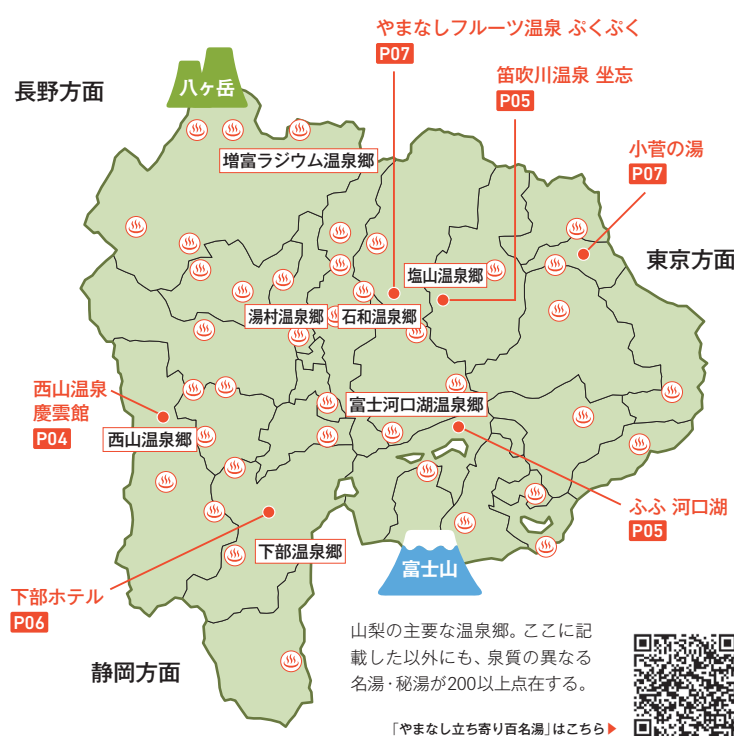 やまなしフルーツ温泉 ぷくぷく
P07
笛吹川温泉 坐忘
P05
八ヶ岳
長野方面
小菅の湯
P07
増富ラジウム温泉郷
東京方面
塩山温泉郷
湯村温泉郷
石和温泉郷
西山温泉
慶雲館
P04
富士河口湖温泉郷
西山温泉郷
ふふ 河口湖
P05
下部温泉郷
富士山
下部ホテル
P06
山梨の主要な温泉郷。ここに記
載した以外にも、泉質の異なる
名湯・秘湯が200以上点在する。
静岡方面
「やまなし立ち寄り百名湯」はこちら▶